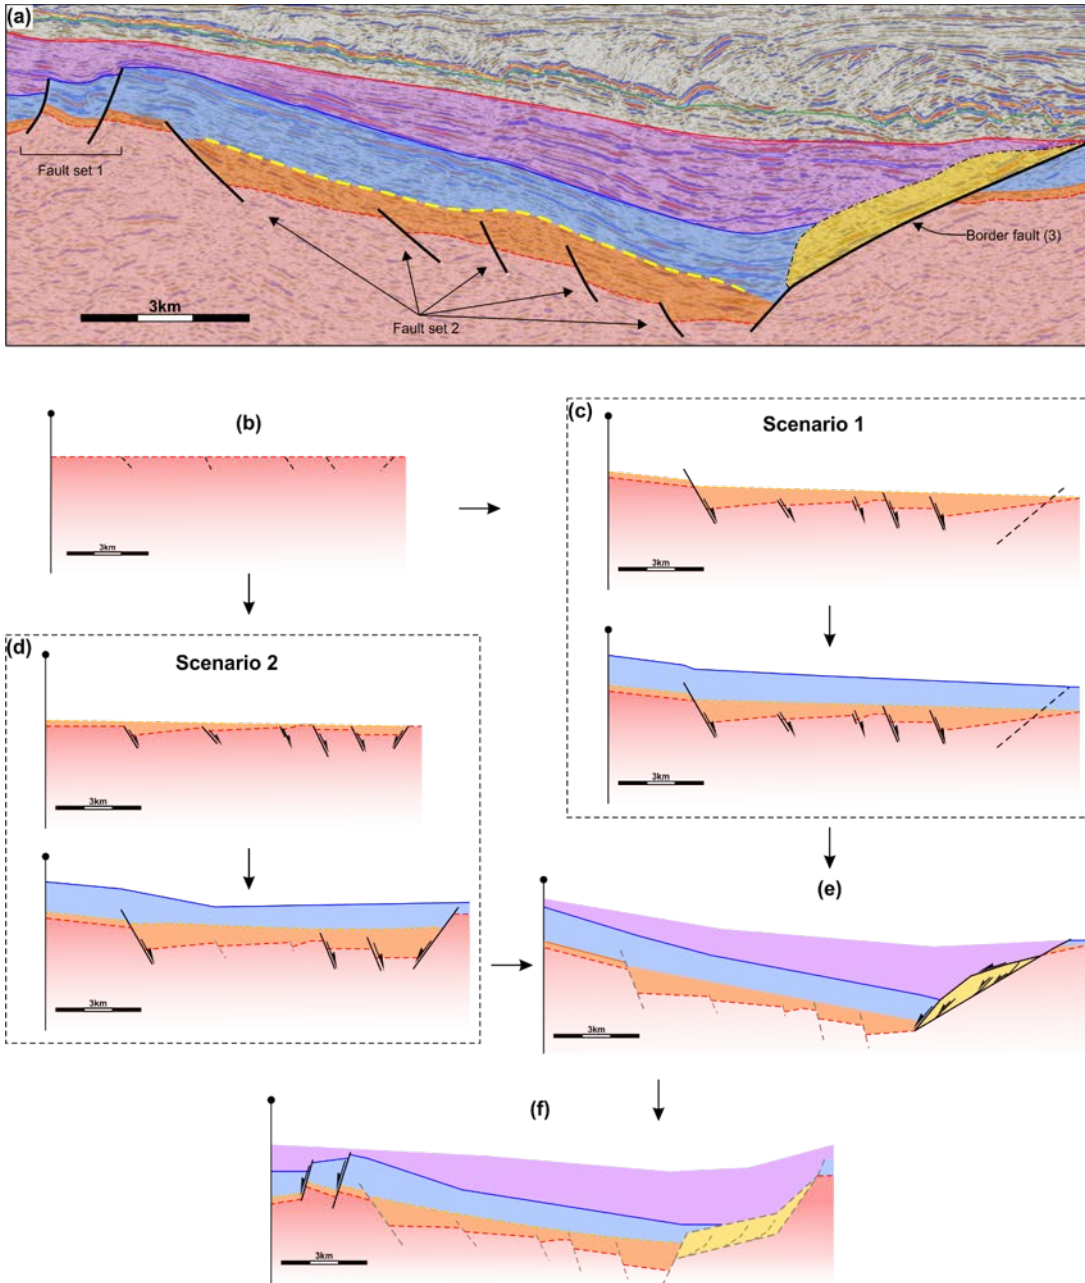 (a)
Fault set 1
Border fault (3)
3km
Fault set 2
(b)
3km
(c)
Scenario 1
3km
3km
(d)
Scenario 2
3km
3km
(e)
3km
(f)
3km